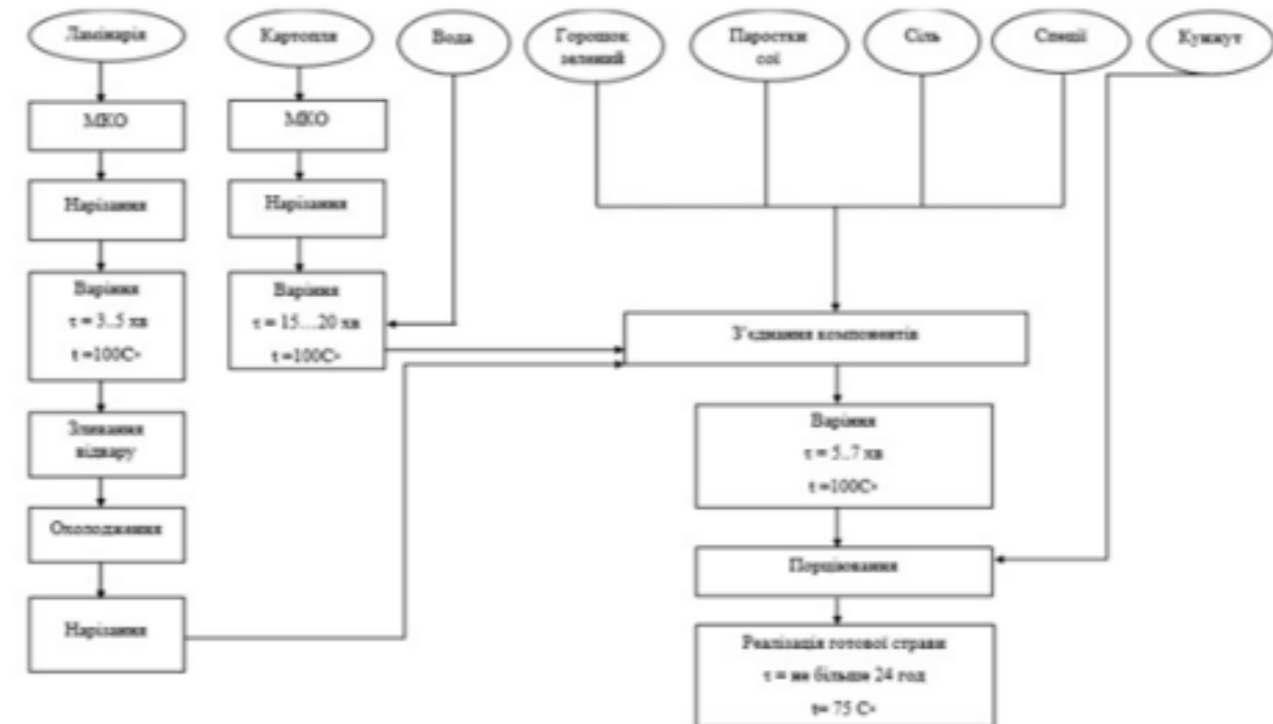 Ламінарія
Картопля
Вода
Горошок
зелений
Паростки
сої
Сіль
Спеції
Кунжут
МКО
Нарізання
Варіння
τ = 3..5 хв
t =100С°
Зливання
відвару
Охолодження
Нарізання
МКО
Нарізання
Варіння
τ = 15…20 хв
t =100С°
З’єднання компонентів
Варіння
τ = 5..7 хв
t =100С°
Порціювання
Реалізація готової страви
τ = не більше 24 год
t= 75 С°